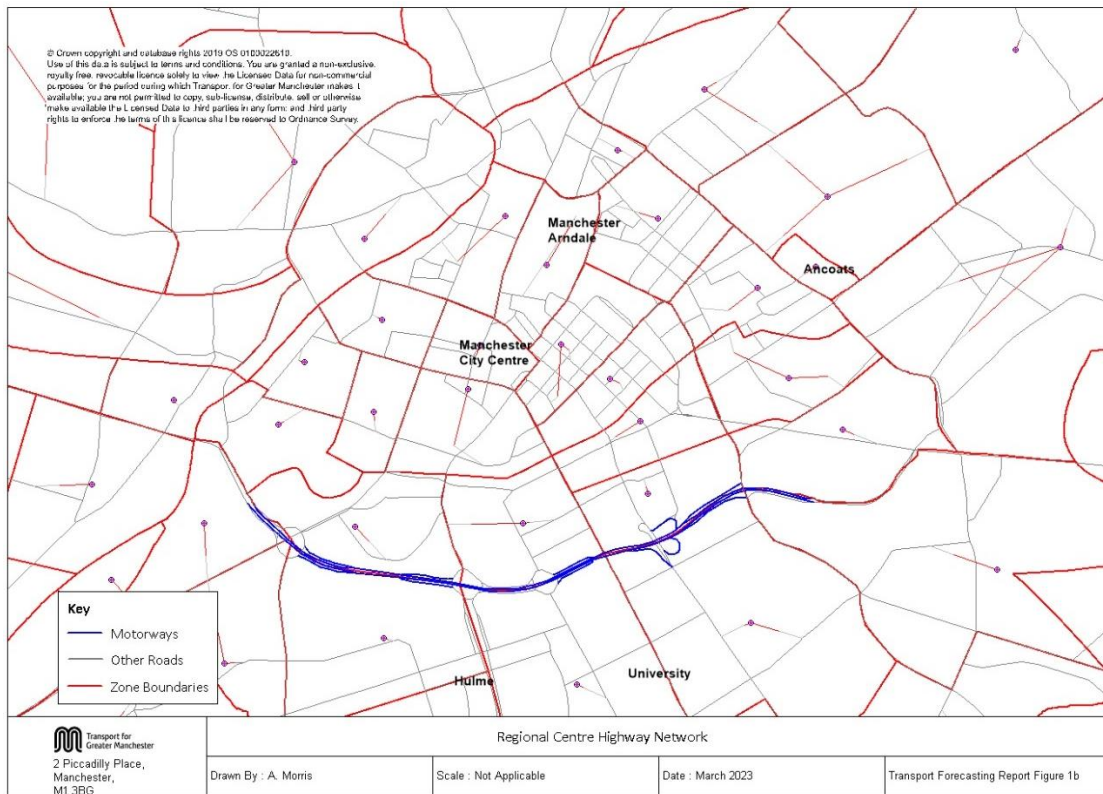 © Crown copyright and database rights 2019 OS 0100022610.
Use of this data is subject to terms and conditions. You are granted a non-exclusive,
royalty free, revocable licence solely to view the Licensed Data for non-commercial
purposes for the period during which Transport for Greater Manchester makes it
available; you are not permitted to copy, sub-license, distribute, sell or otherwise
make available the Licensed Data to third parties in any form; and third party
rights to enforce the terms of this licence shall be reserved to Ordnance Survey.
Manchester
Arndale
Ancoats
Manchester
City Centre
University
Hulme
Key
Motorways
Other Roads
Zone Boundaries
Transport for
Greater Manchester
2 Piccadilly Place,
Manchester,
M1 3BG
Regional Centre Highway Network
Drawn By : A. Morris
Scale : Not Applicable
Date : March 2023
Transport Forecasting Report Figure 1b